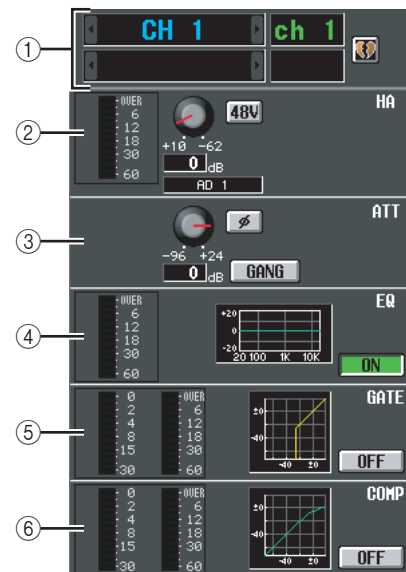 ① CH 1 ch 1
② HA
OVER
6
12
18
30
60
48V
+10 -62
0 dB
AD 1
③ ATT
ø
-96 +24
0 dB GANG
④ EQ
OVER
6
12
18
30
60
+20
0
-20
20 100 1K 10K
ON
⑤ GATE
0 OVER
2 6
4 12
8 18
15 30
30 60
±0
-40
-40 ±0
OFF
⑥ COMP
0 OVER
2 6
4 12
8 18
15 30
30 60
±0
-40
-40 ±0
OFF